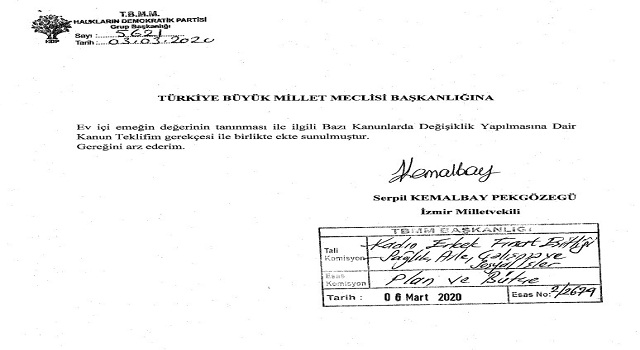 T.B.M.M.
HALKLARIN DEMOKRATİK PARTİSİ
Grup Başkanlığı
Sayı : 5621
Tarih : 03.03.2020
HDP
TÜRKİYE BÜYÜK MİLLET MECLİSİ BAŞKANLIĞINA
Ev içi emeğin değerinin tanınması ile ilgili Bazı Kanunlarda Değişiklik Yapılmasına Dair
Kanun Teklifim gerekçesi ile birlikte ekte sunulmuştur.
Gereğini arz ederim.
Kemalbay
Serpil KEMALBAY PEKGÖZEGÜ
İzmir Milletvekili
TBMM BAŞKANLIĞI
Tali Komisyon
Kadın Erkek Fırsat Eşitliği
Sağlık, Aile, Çalışma ve
Sosyal İşler
Esas Komisyon
Plan ve Bütçe
Tarih : 06 Mart 2020
Esas No: 2/2679